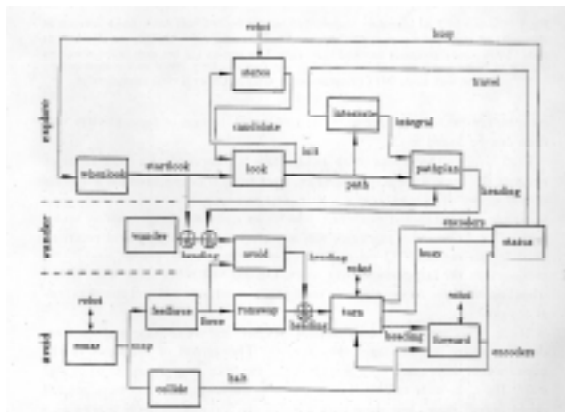 robot
busy
stereo
travel
integrate
integral
explore
candidate
init
startlook
whenlook
look
path
pathplan
heading
encoders
wander
wander
avoid
heading
heading
status
busy
robot
robot
robot
feelforce
force
runaway
heading
turn
heading
forward
encoders
avoid
sonar
map
halt
collide